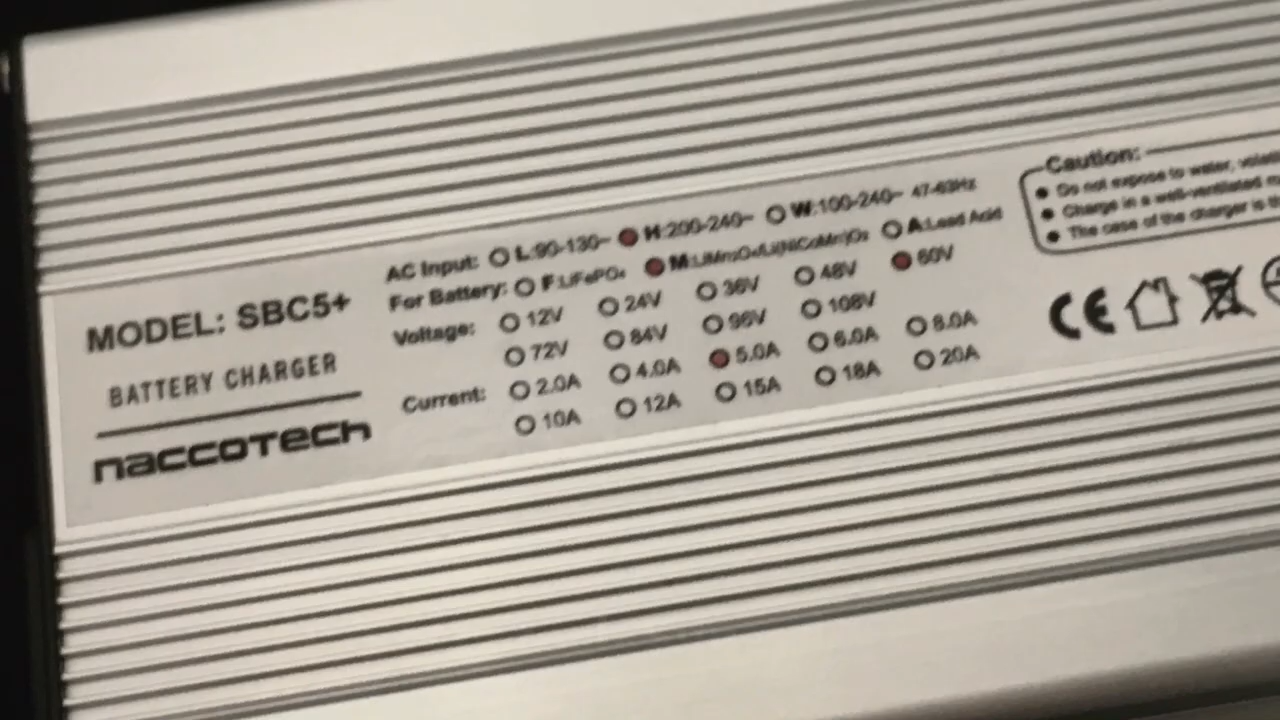 MODEL: SBC5+
BATTERY CHARGER
naccotech
AC Input: L:90-130~ H:200-240~ W:100-240~ 47-63Hz
For Battery: F:LiFePO₄ M:LiMn₂O₄/Li(NiCoMn)O₂ A:Lead Acid
Voltage: 12V 24V 36V 48V 60V
72V 84V 96V 108V
Current: 2.0A 4.0A 5.0A 6.0A 8.0A
10A 12A 15A 18A 20A
Caution:
Do not expose to water,
Charge in a well-ventilated
The case of the charger is
CE